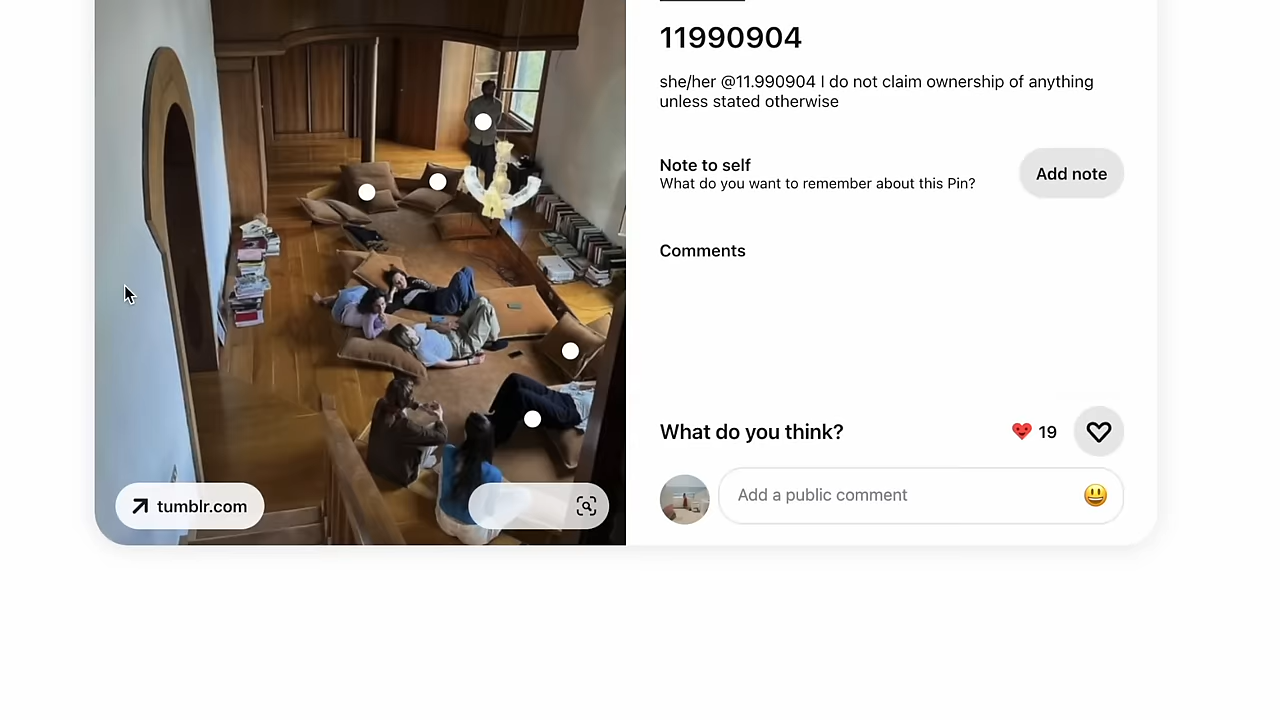 11990904
she/her @11.990904 I do not claim ownership of anything
unless stated otherwise
Note to self
What do you want to remember about this Pin?
Add note
Comments
What do you think?
19
Add a public comment
tumblr.com